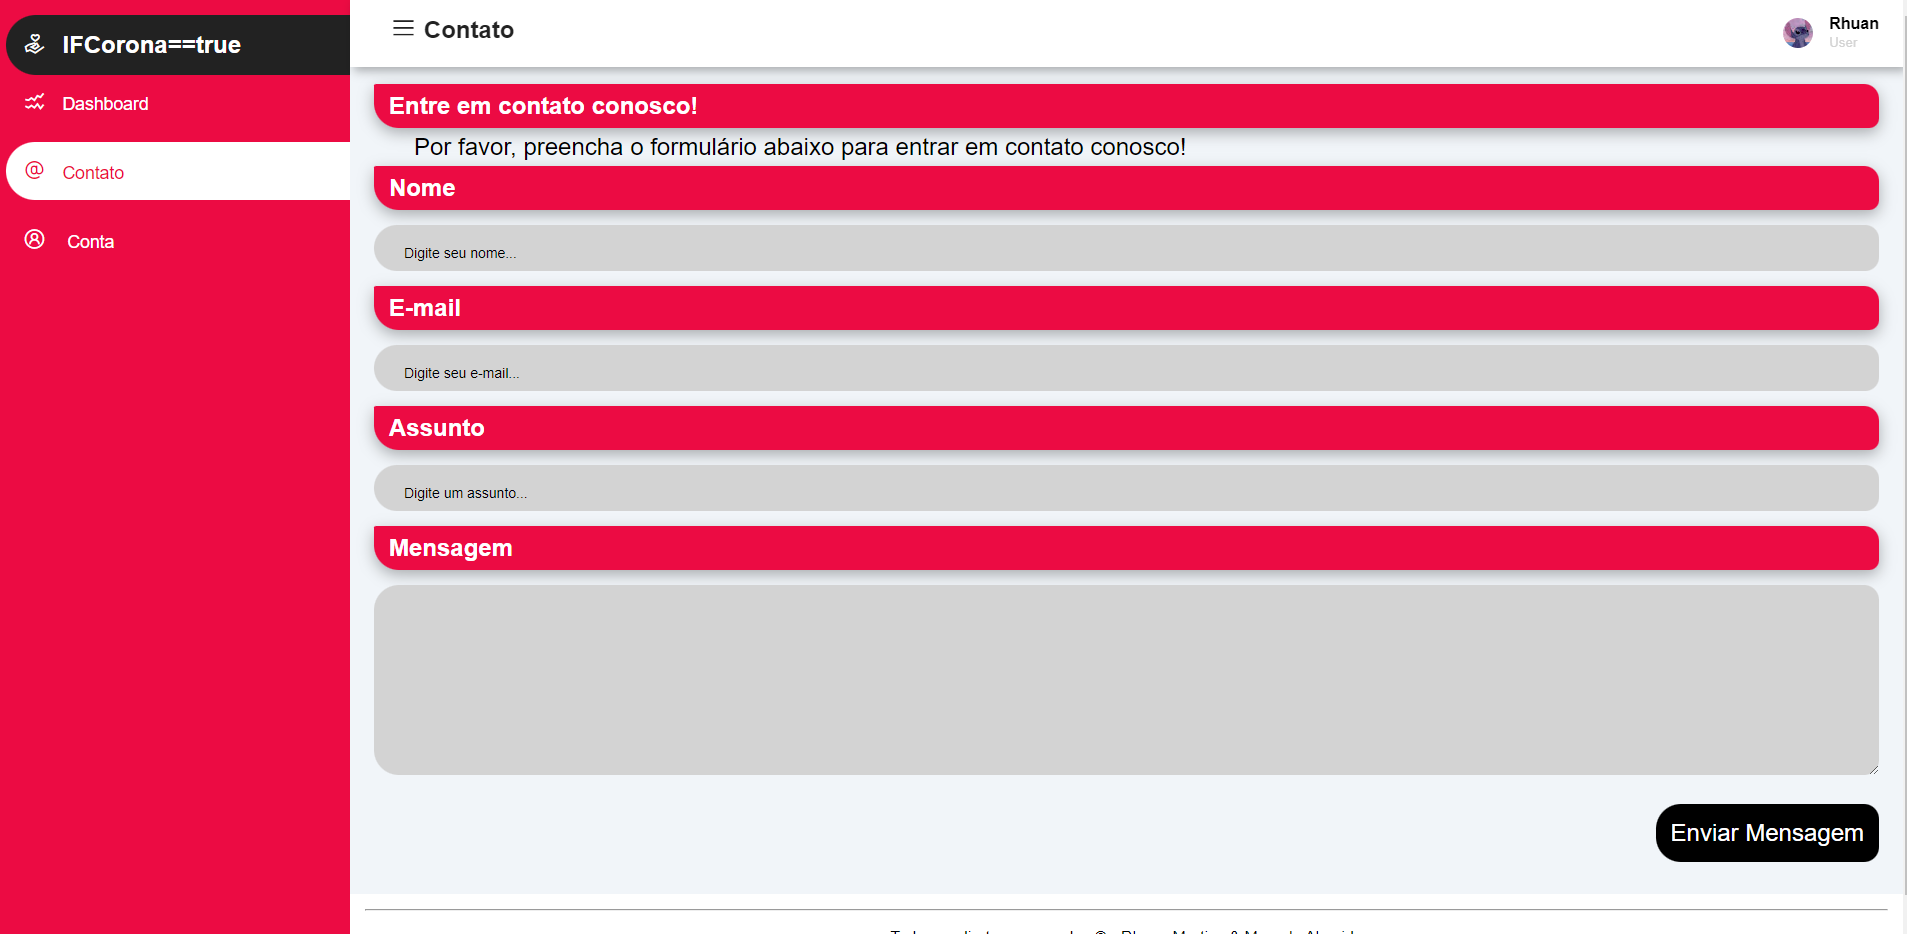 IFCorona==true
Dashboard
Contato
Conta
Contato
Rhuan
User
Entre em contato conosco!
Por favor, preencha o formulário abaixo para entrar em contato conosco!
Nome
Digite seu nome...
E-mail
Digite seu e-mail...
Assunto
Digite um assunto...
Mensagem
Enviar Mensagem